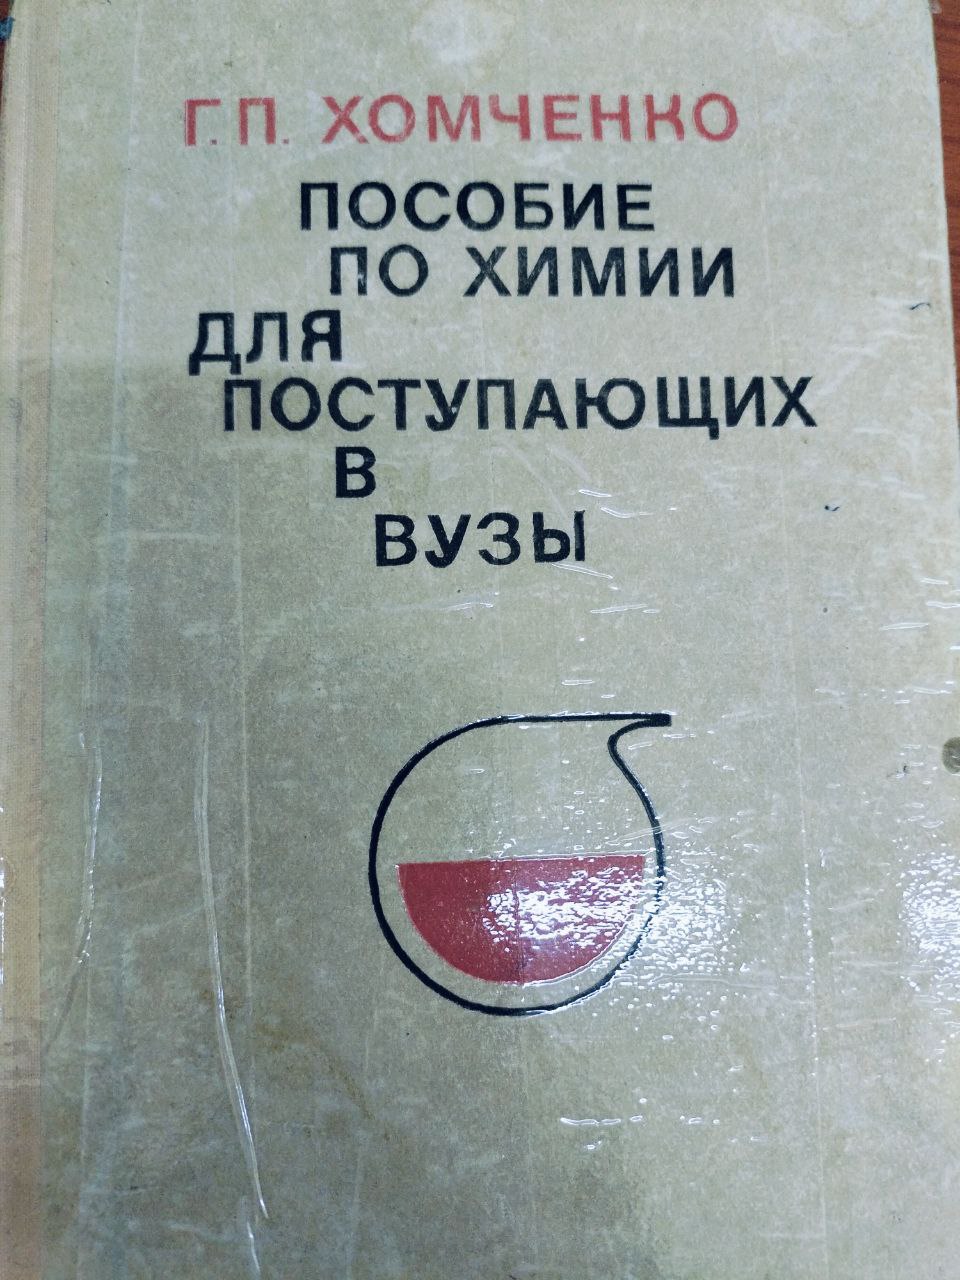 Г.П. ХОМЧЕНКО
ПОСОБИЕ
ПО ХИМИИ
ДЛЯ
ПОСТУПАЮЩИХ
В
ВУЗЫ